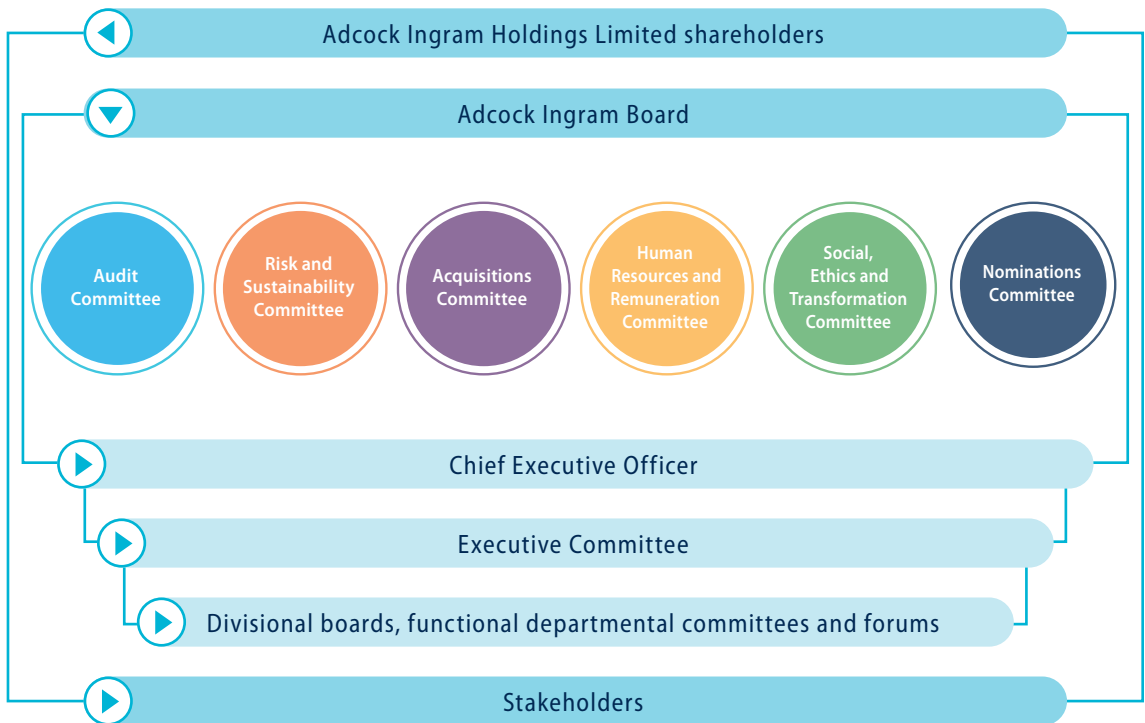 Adcock Ingram Holdings Limited shareholders
Adcock Ingram Board
Audit
Committee
Risk and
Sustainability
Committee
Acquisitions
Committee
Human
Resources and
Remuneration
Committee
Social,
Ethics and
Transformation
Committee
Nominations
Committee
Chief Executive Officer
Executive Committee
Divisional boards, functional departmental committees and forums
Stakeholders